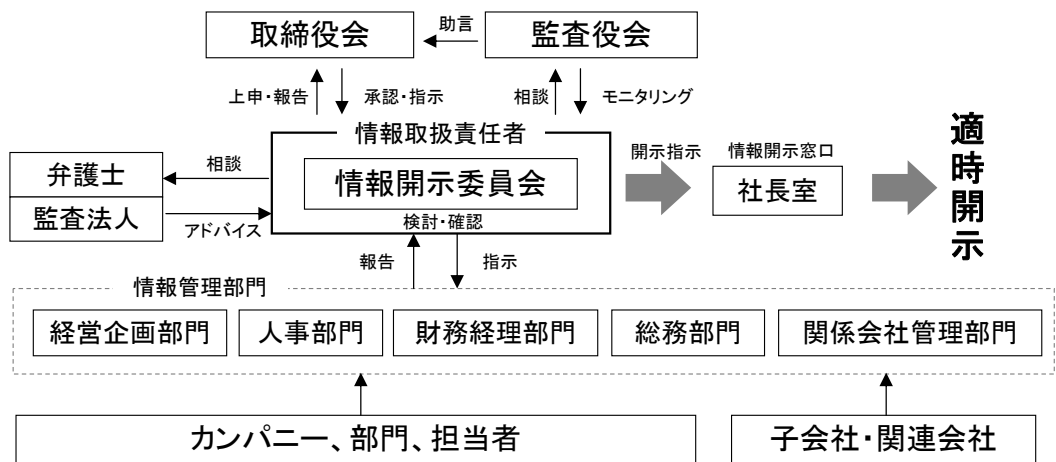 取締役会
助言
監査役会
上申・報告
承認・指示
相談
モニタリング
情報取扱責任者
情報開示委員会
検討・確認
弁護士
監査法人
相談
アドバイス
開示指示
情報開示窓口
社長室
適時開示
報告
指示
情報管理部門
経営企画部門
人事部門
財務経理部門
総務部門
関係会社管理部門
カンパニー、部門、担当者
子会社・関連会社